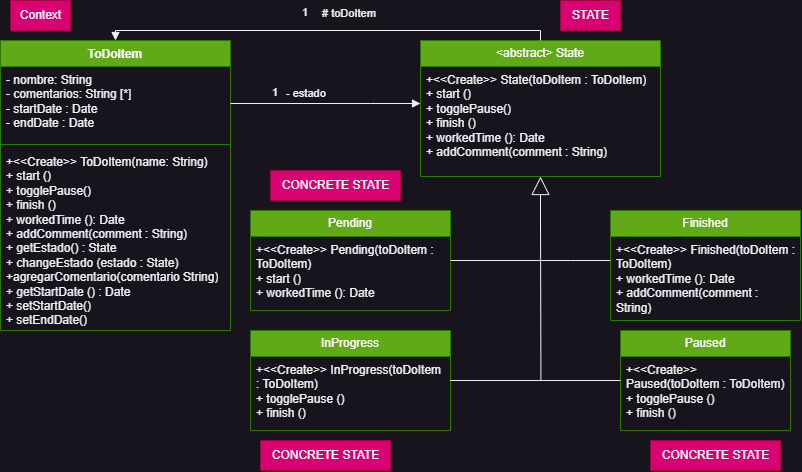 Context
1 # toDoItem
STATE
ToDoItem
- nombre: String
- comentarios: String [*]
- startDate : Date
- endDate : Date
+<<Create>> ToDoItem(name: String)
+ start ()
+ togglePause()
+ finish ()
+ workedTime (): Date
+ addComment(comment : String)
+ getEstado() : State
+ changeEstado (estado : State)
+agregarComentario(comentario String)
+ getStartDate () : Date
+ setStartDate()
+ setEndDate()
1 - estado
<abstract> State
+<<Create>> State(toDoItem : ToDoItem)
+ start ()
+ togglePause()
+ finish ()
+ workedTime (): Date
+ addComment(comment : String)
CONCRETE STATE
Pending
+<<Create>> Pending(toDoItem :
ToDoItem)
+ start ()
+ workedTime (): Date
Finished
+<<Create>> Finished(toDoItem :
ToDoItem)
+ workedTime (): Date
+ addComment(comment :
String)
InProgress
+<<Create>> InProgress(toDoItem
: ToDoItem)
+ togglePause ()
+ finish ()
Paused
+<<Create>>
Paused(toDoItem : ToDoItem)
+ togglePause ()
+ finish ()
CONCRETE STATE
CONCRETE STATE